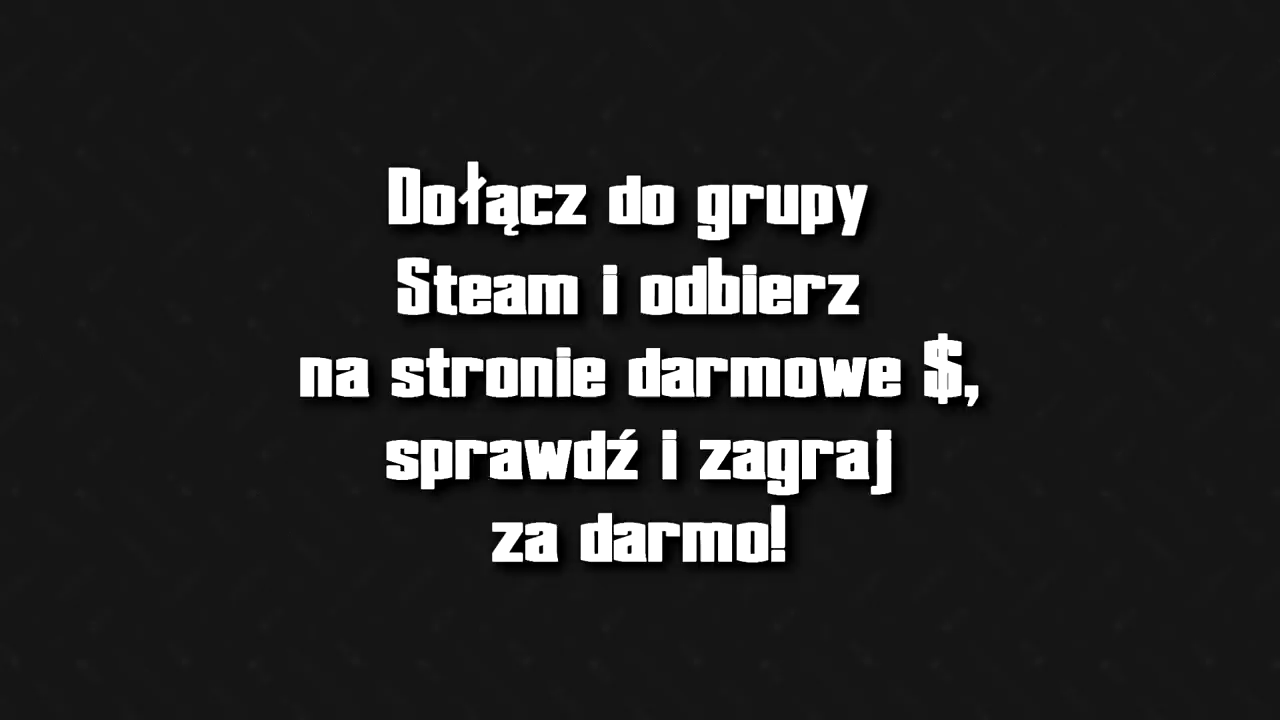 Dołącz do grupy
Steam i odbierz
na stronie darmowe $,
sprawdź i zagraj
za darmo!